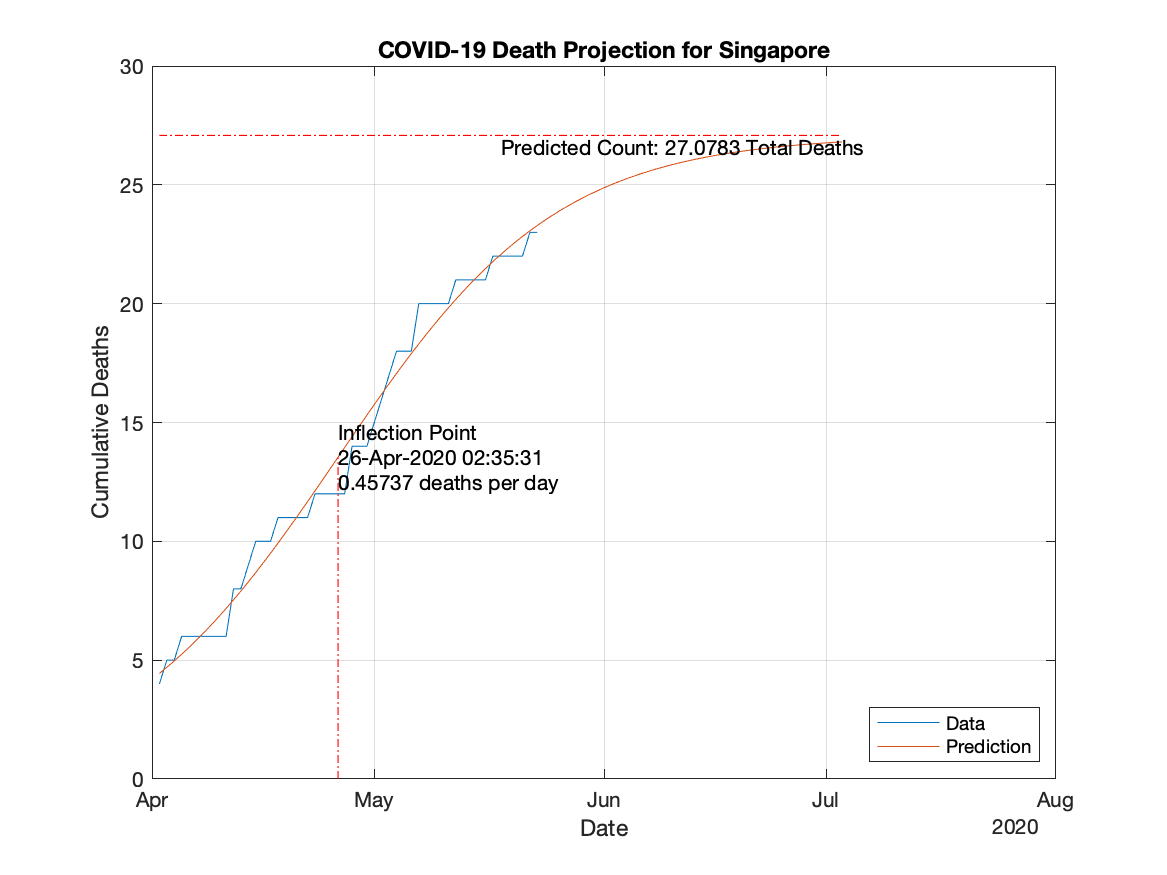 COVID-19 Death Projection for Singapore
30
25
20
15
10
5
0
Cumulative Deaths
Predicted Count: 27.0783 Total Deaths
Inflection Point
26-Apr-2020 02:35:31
0.45737 deaths per day
Data
Prediction
Apr May Jun Jul Aug
Date
2020